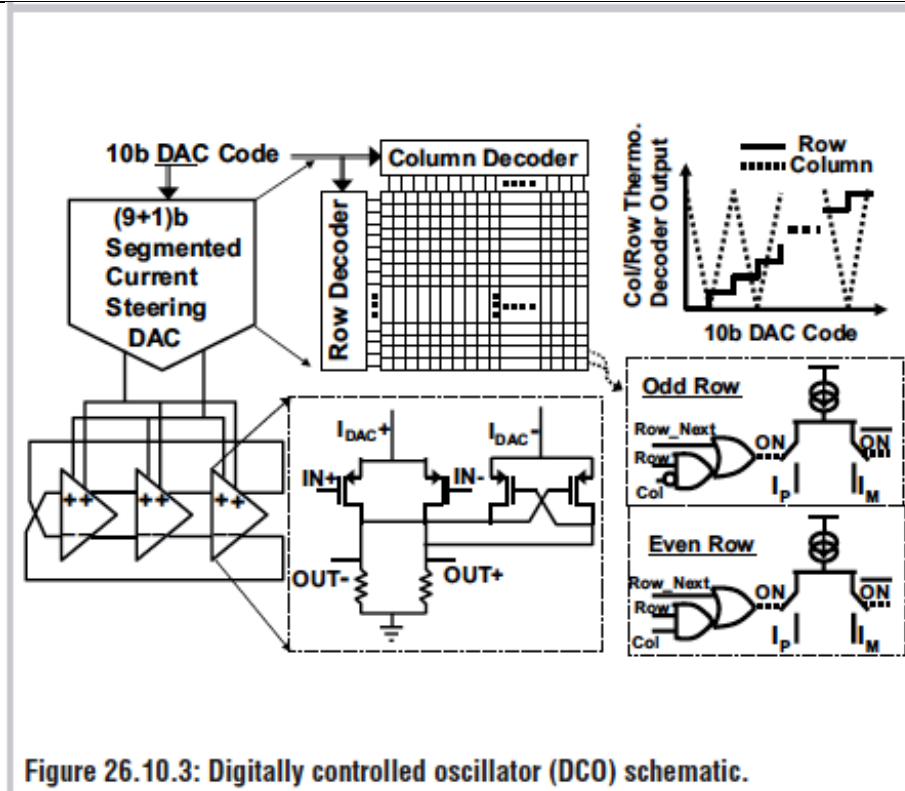 10b DAC Code
Column Decoder
(9+1)b
Segmented
Current
Steering
DAC
Row Decoder
Col/Row Thermo.
Decoder Output
Row
Column
10b DAC Code
I_DAC+
I_DAC-
IN+
IN-
OUT-
OUT+
++
++
++
Odd Row
Row_Next
Row
Col
ON
ON
I_P
I_M
Even Row
Row_Next
Row
Col
ON
ON
I_P
I_M
Figure 26.10.3: Digitally controlled oscillator (DCO) schematic.